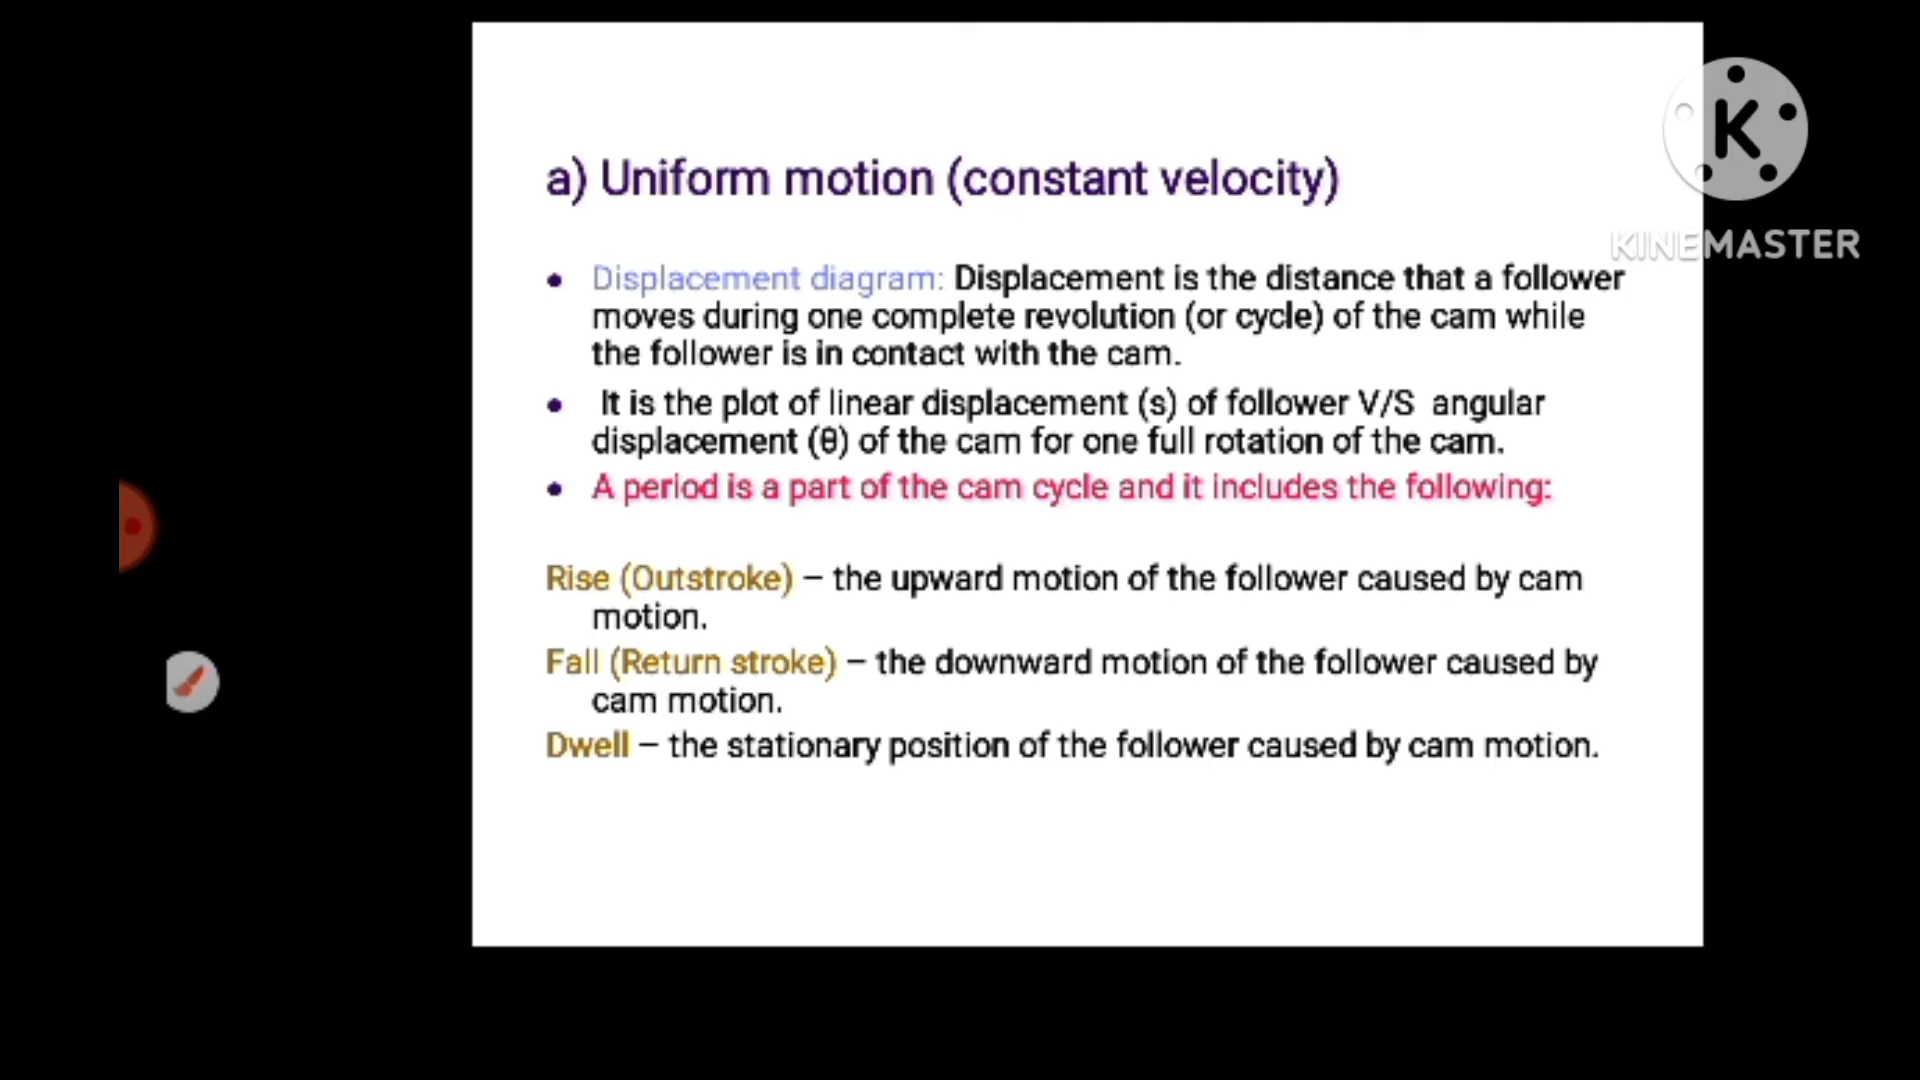 a) Uniform motion (constant velocity)
K
KINEMASTER
• Displacement diagram: Displacement is the distance that a follower
moves during one complete revolution (or cycle) of the cam while
the follower is in contact with the cam.
• It is the plot of linear displacement (s) of follower V/S angular
displacement (θ) of the cam for one full rotation of the cam.
• A period is a part of the cam cycle and it includes the following:
Rise (Outstroke) – the upward motion of the follower caused by cam
motion.
Fall (Return stroke) – the downward motion of the follower caused by
cam motion.
Dwell – the stationary position of the follower caused by cam motion.